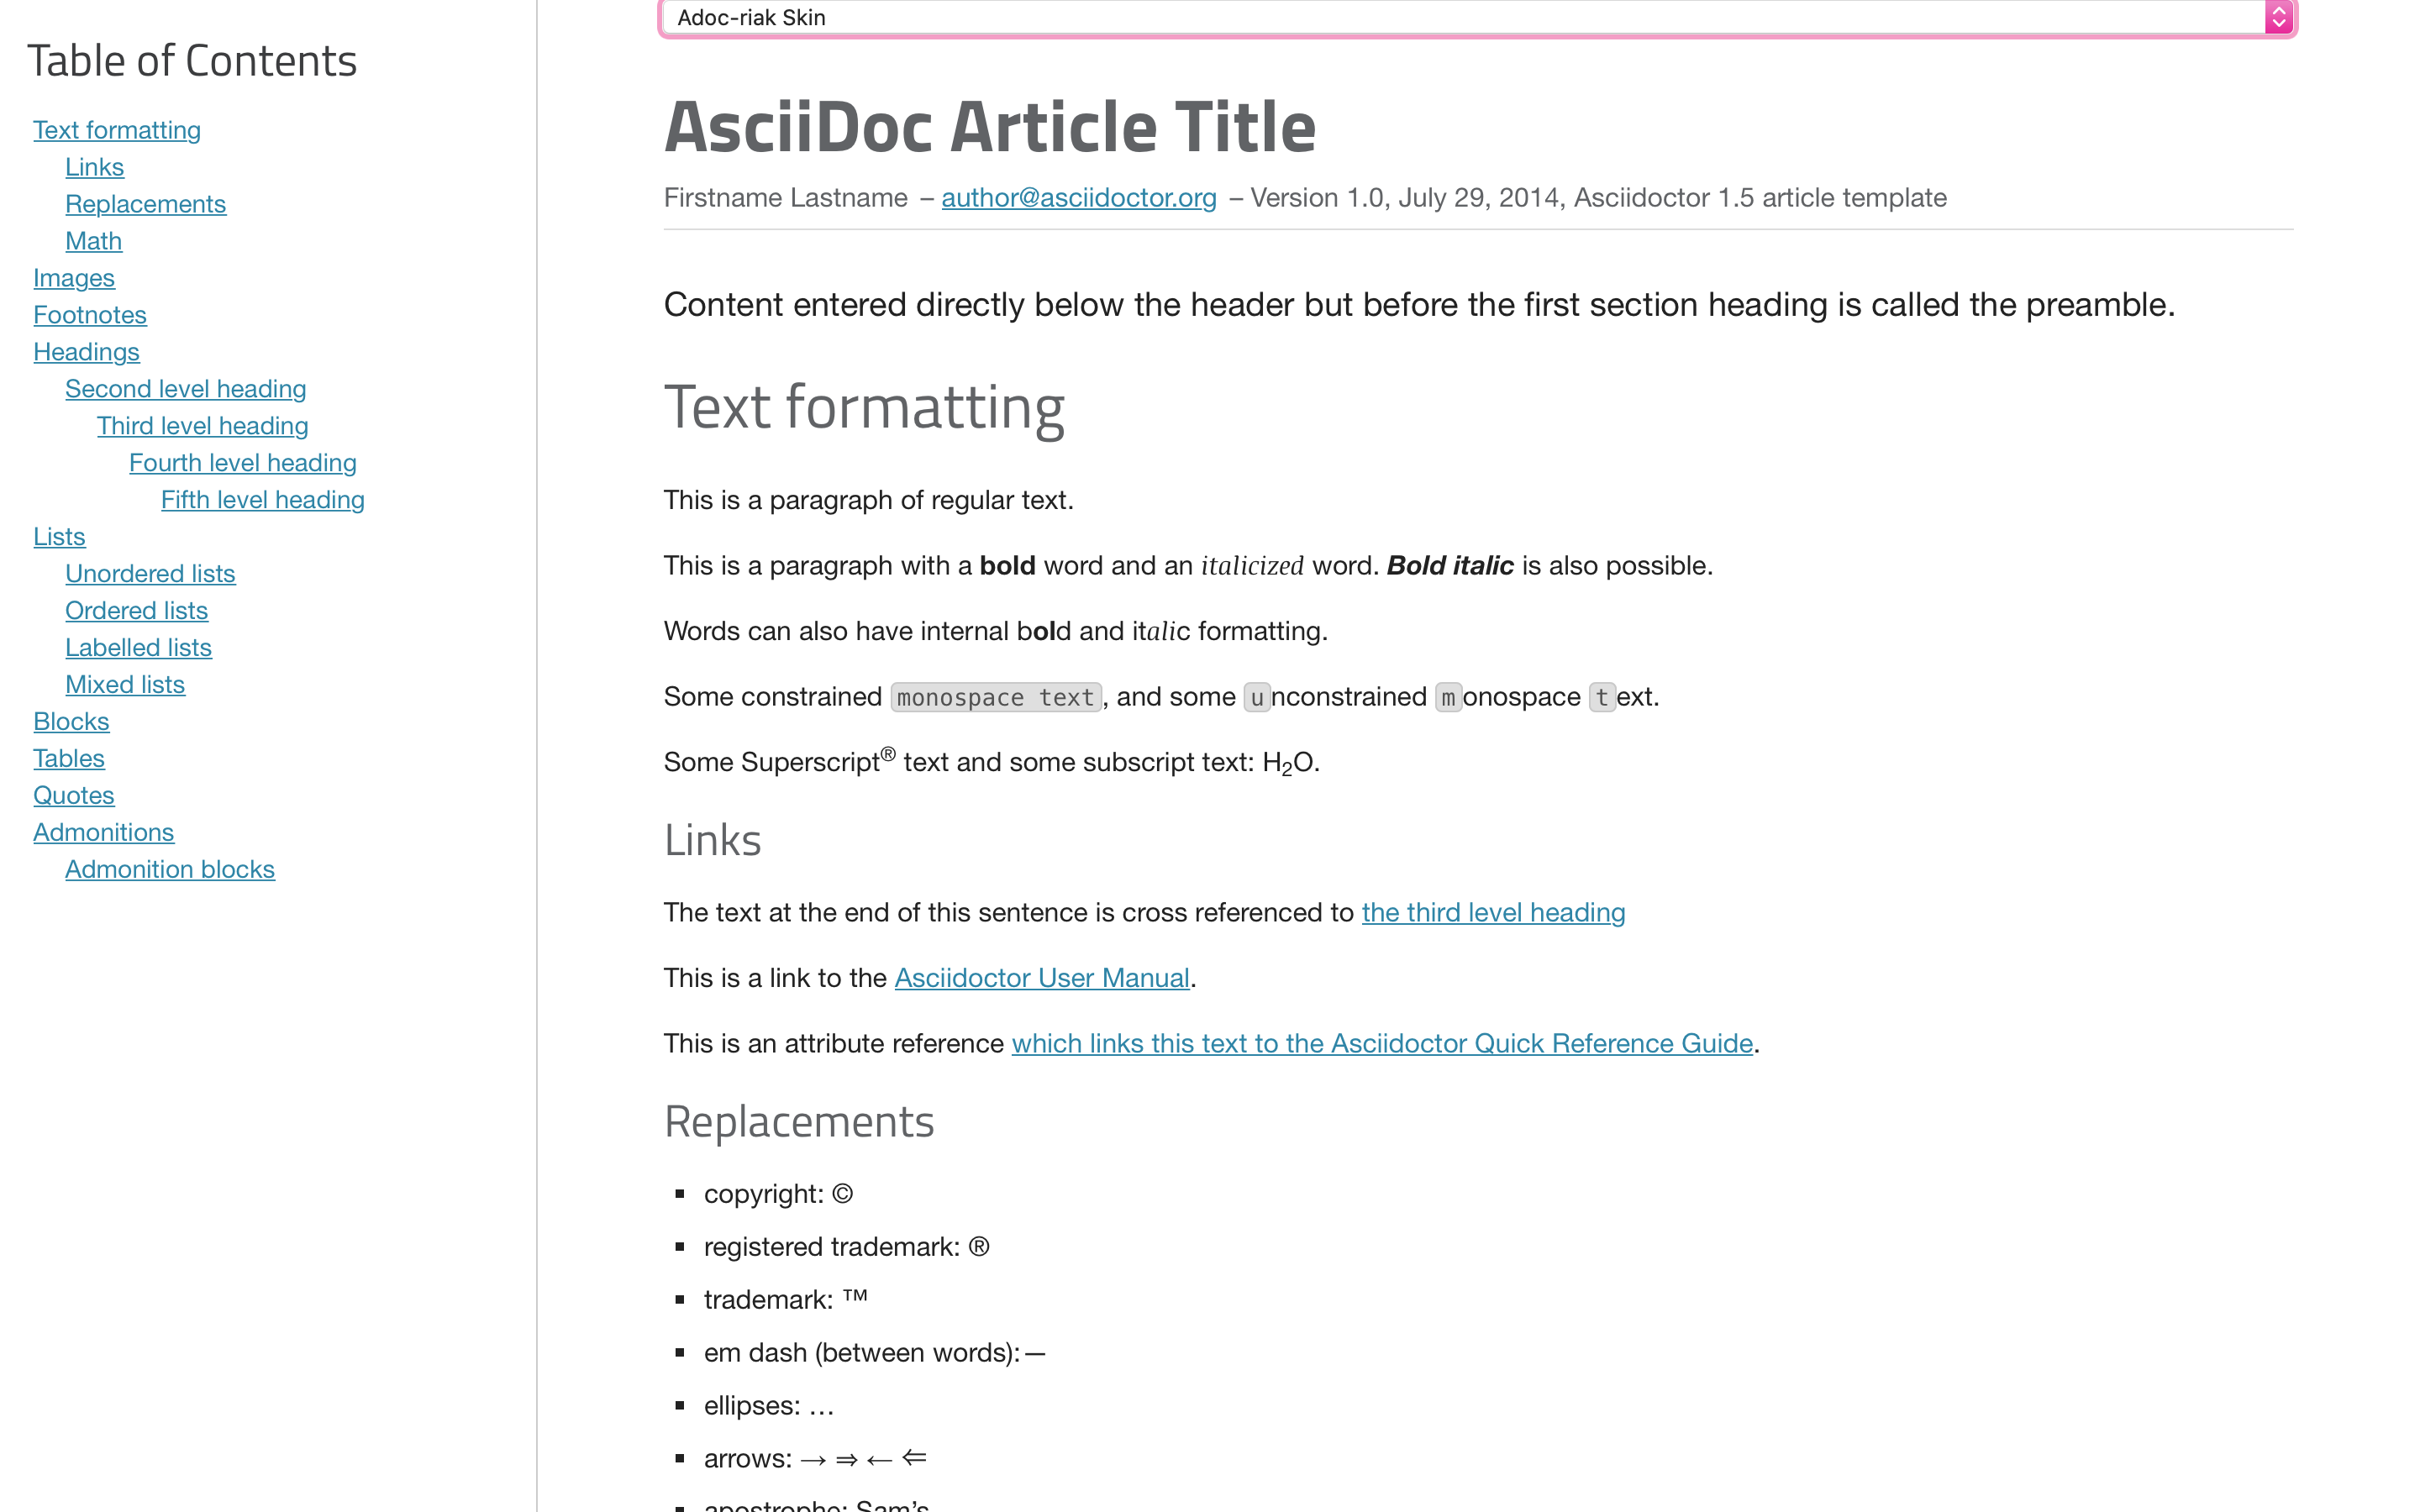 Adoc-riak Skin
Table of Contents
Text formatting
Links
Replacements
Math
Images
Footnotes
Headings
Second level heading
Third level heading
Fourth level heading
Fifth level heading
Lists
Unordered lists
Ordered lists
Labelled lists
Mixed lists
Blocks
Tables
Quotes
Admonitions
Admonition blocks
AsciiDoc Article Title
Firstname Lastname – author@asciidoctor.org – Version 1.0, July 29, 2014, Asciidoctor 1.5 article template
Content entered directly below the header but before the first section heading is called the preamble.
Text formatting
This is a paragraph of regular text.
This is a paragraph with a bold word and an italicized word. Bold italic is also possible.
Words can also have internal bold and italic formatting.
Some constrained monospace text, and some unconstrained monospace text.
Some Superscript® text and some subscript text: H₂O.
Links
The text at the end of this sentence is cross referenced to the third level heading
This is a link to the Asciidoctor User Manual.
This is an attribute reference which links this text to the Asciidoctor Quick Reference Guide.
Replacements
▪ copyright: ©
▪ registered trademark: ®
▪ trademark: ™
▪ em dash (between words): —
▪ ellipses: …
▪ arrows: → ⇒ ← ⇐
▪ apostrophe: Sam’s